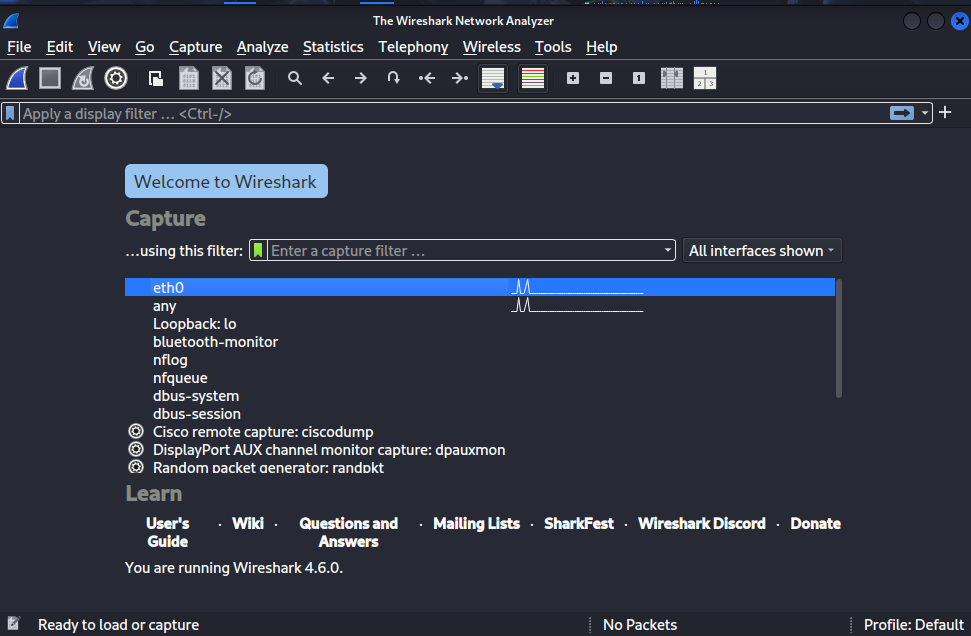 The Wireshark Network Analyzer
File Edit View Go Capture Analyze Statistics Telephony Wireless Tools Help
Apply a display filter … <Ctrl-/>
Welcome to Wireshark
Capture
…using this filter: Enter a capture filter … All interfaces shown
eth0
any
Loopback: lo
bluetooth-monitor
nflog
nfqueue
dbus-system
dbus-session
Cisco remote capture: ciscodump
DisplayPort AUX channel monitor capture: dpauxmon
Random packet generator: randpkt
Learn
User's Guide · Wiki · Questions and Answers · Mailing Lists · SharkFest · Wireshark Discord · Donate
You are running Wireshark 4.6.0.
Ready to load or capture No Packets Profile: Default